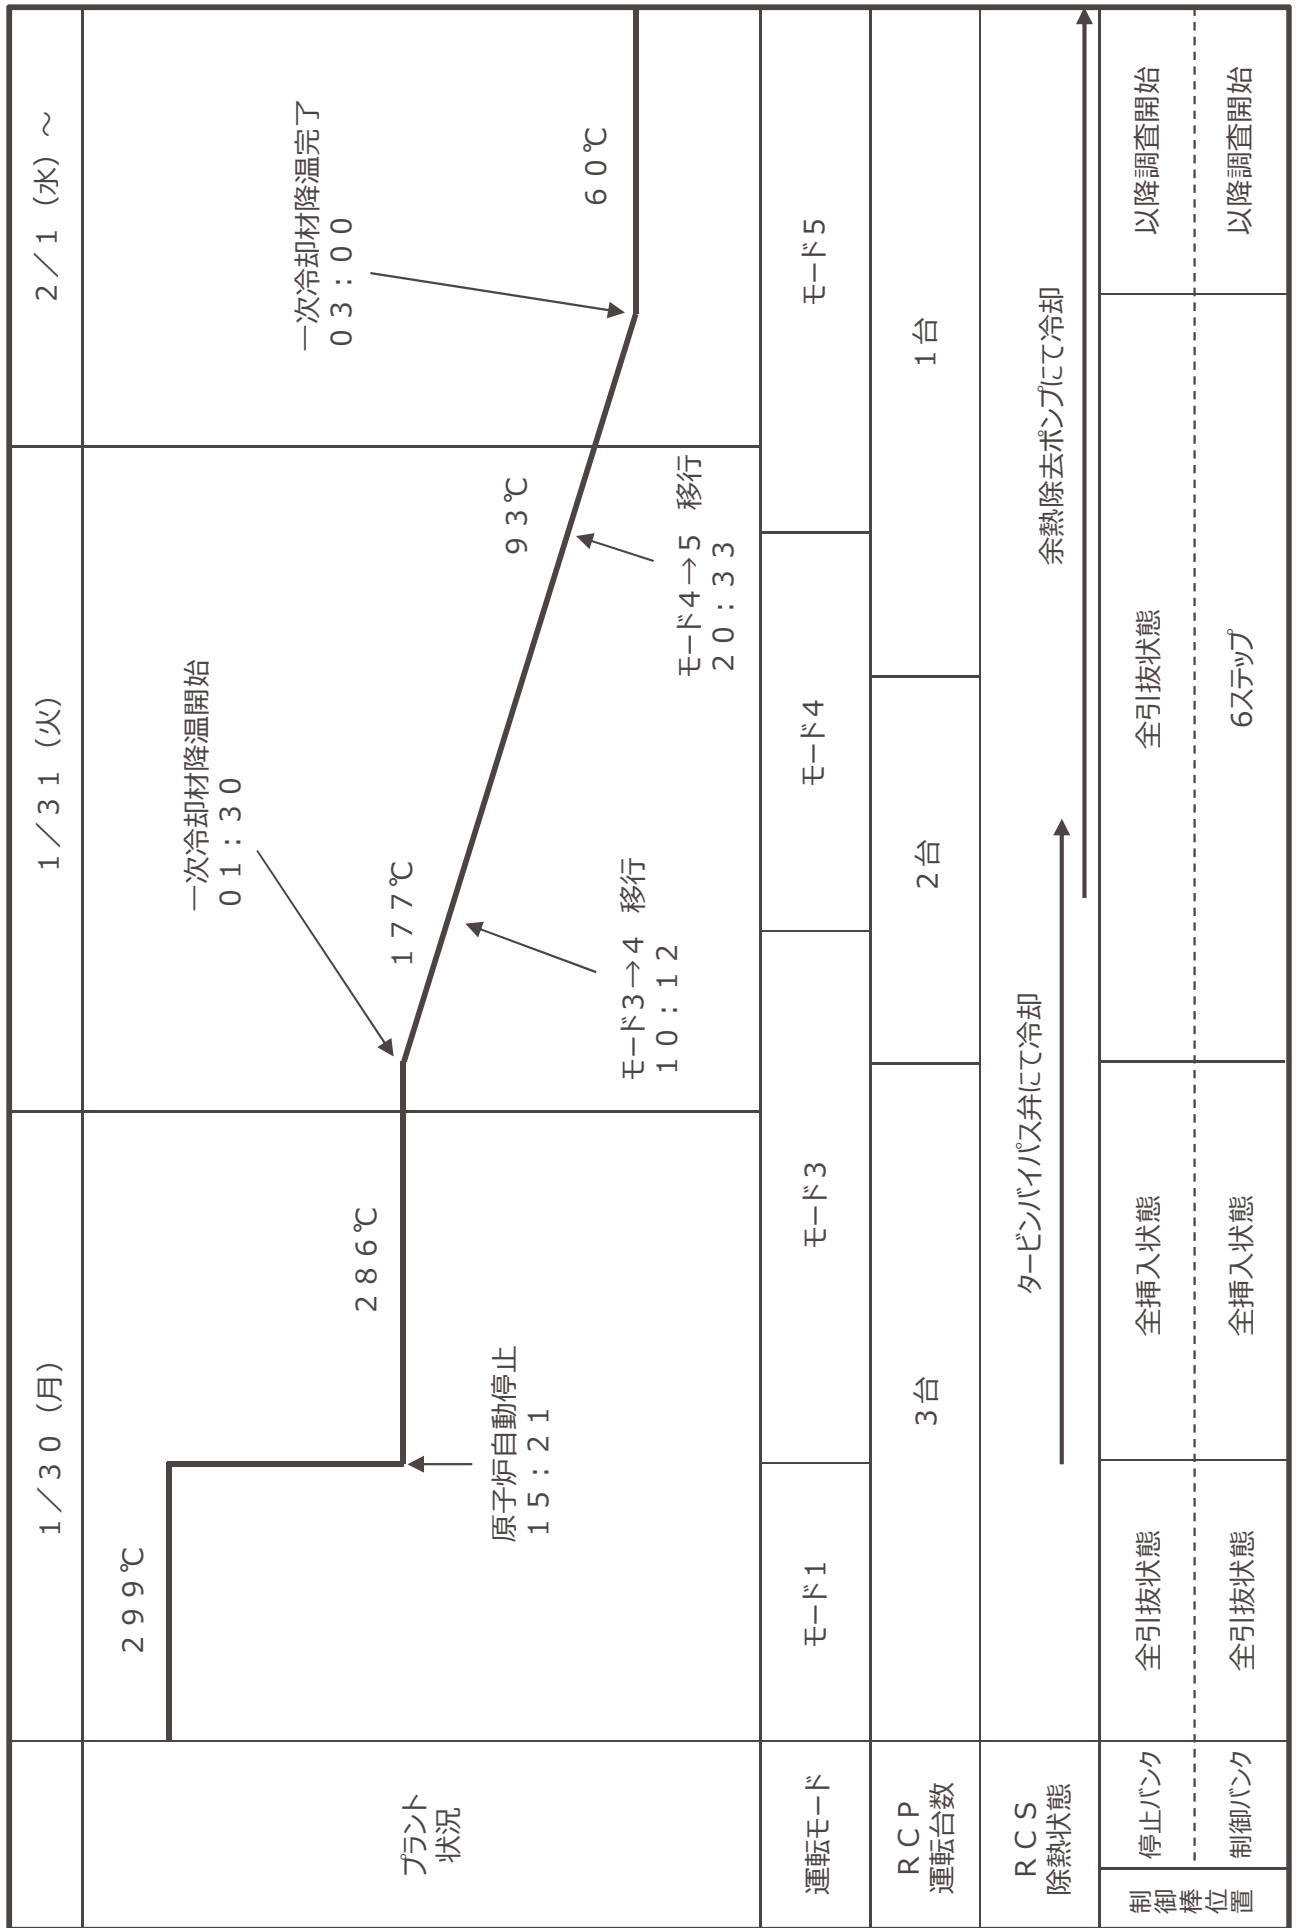 １／３０（月）
１／３１（火）
２／１（水）～
プラント
状況
２９９℃
原子炉自動停止
１５：２１
２８６℃
一次冷却材降温開始
０１：３０
１７７℃
モード３→４　移行
１０：１２
９３℃
モード４→５　移行
２０：３３
一次冷却材降温完了
０３：００
６０℃
運転モード
モード１
モード３
モード４
モード５
ＲＣＰ
運転台数
３台
２台
１台
ＲＣＳ
除熱状態
タービンバイパス弁にて冷却
余熱除去ポンプにて冷却
制御棒位置
停止バンク
全引抜状態
全挿入状態
全引抜状態
以降調査開始
制御バンク
全引抜状態
全挿入状態
6ステップ
以降調査開始